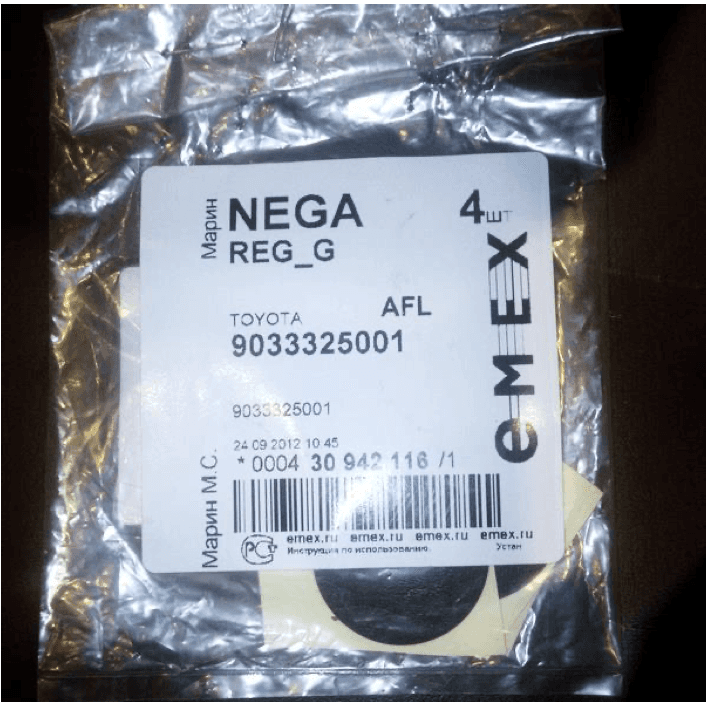 Марин
NEGA
4шт
REG_G
AFL
TOYOTA
9033325001
9033325001
24 09 2012 10 45
* 0004 30 942 116 /1
Марин М.С.
emex
emex.ru emex.ru emex.ru emex.ru
Инструкция по использованию.
Устан
РСТ